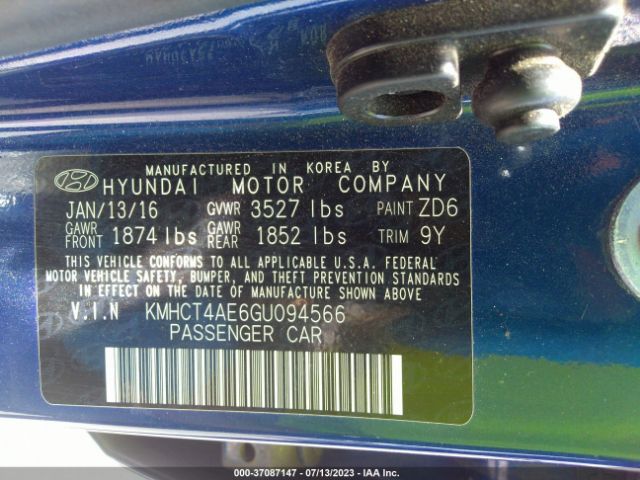 MANUFACTURED IN KOREA BY
HYUNDAI MOTOR COMPANY
JAN/13/16 GVWR 3527 lbs PAINT ZD6
GAWR FRONT 1874 lbs GAWR REAR 1852 lbs TRIM 9Y
THIS VEHICLE CONFORMS TO ALL APPLICABLE U.S.A. FEDERAL
MOTOR VEHICLE SAFETY, BUMPER, AND THEFT PREVENTION STANDARDS
IN EFFECT ON THE DATE OF MANUFACTURE SHOWN ABOVE
V.I.N KMHCT4AE6GU094566
PASSENGER CAR
000-37087147 - 07/13/2023 - IAA Inc.